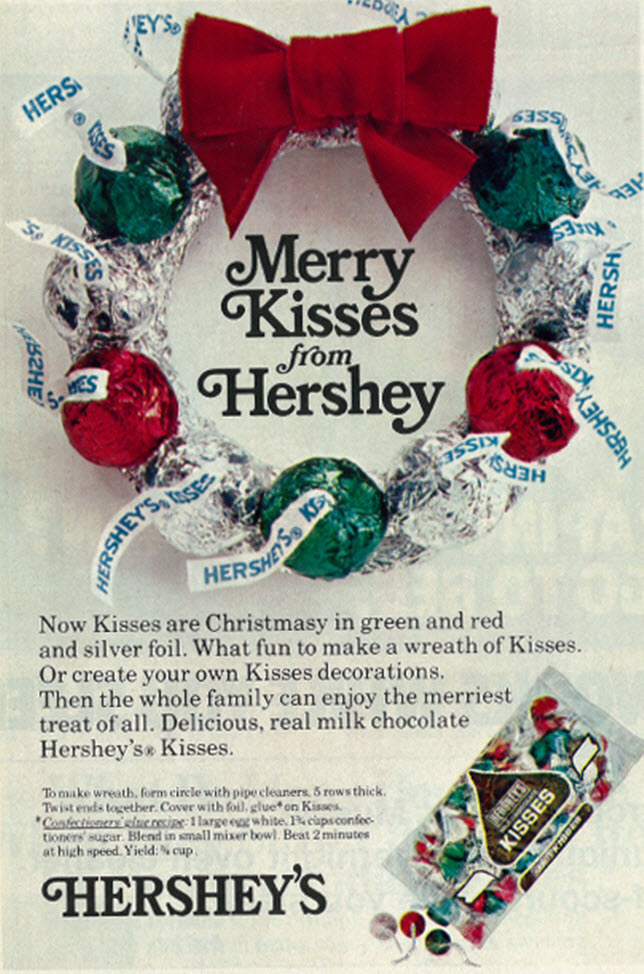 HERSHEY'S® KISSES
HERSHEY'S® KISSES
Merry
Kisses
from
Hershey
Now Kisses are Christmasy in green and red
and silver foil. What fun to make a wreath of Kisses.
Or create your own Kisses decorations.
Then the whole family can enjoy the merriest
treat of all. Delicious, real milk chocolate
Hershey's® Kisses.
To make wreath, form circle with pipe cleaners, 5 rows thick.
Twist ends together. Cover with foil, glue* on Kisses.
*Confectioners' glue recipe: 1 large egg white, 1¾ cups confec-
tioners' sugar. Blend in small mixer bowl. Beat 2 minutes
at high speed. Yield: ¾ cup.
HERSHEY'S
KISSES
HERSHEY'S